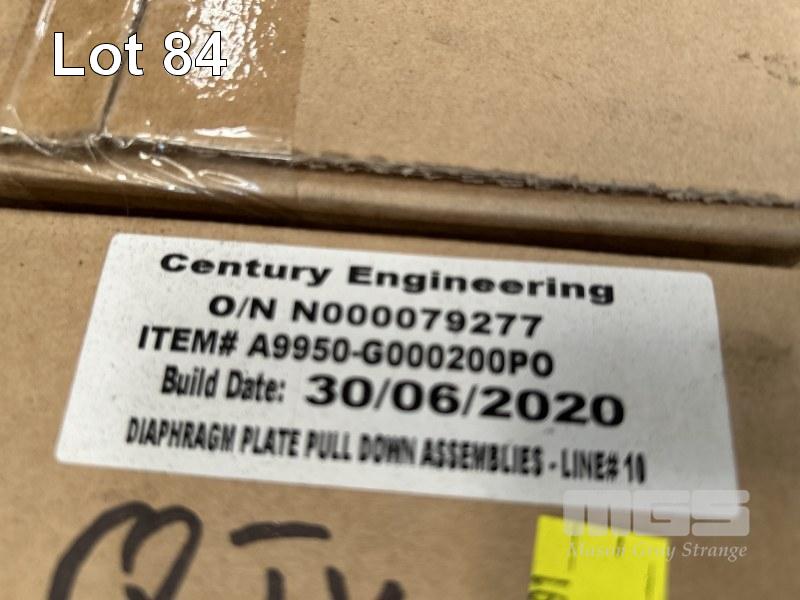 Lot 84
Century Engineering
O/N N000079277
ITEM# A9950-G000200PO
Build Date: 30/06/2020
DIAPHRAGM PLATE PULL DOWN ASSEMBLIES - LINE# 10
MGS
Mason Gray Strange